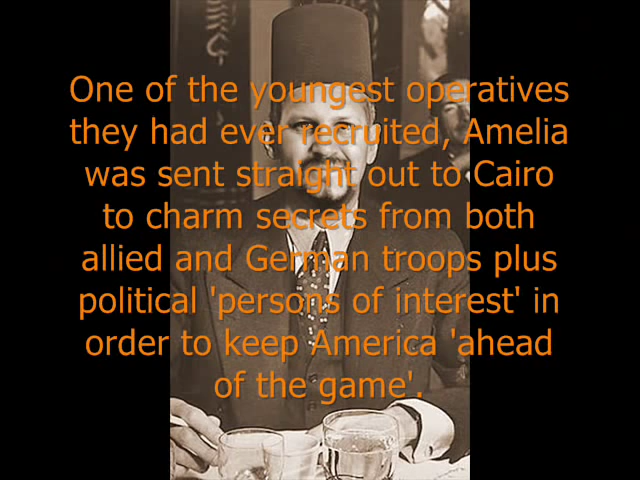 One of the youngest operatives
they had ever recruited, Amelia
was sent straight out to Cairo
to charm secrets from both
allied and German troops plus
political 'persons of interest' in
order to keep America 'ahead
of the game'.